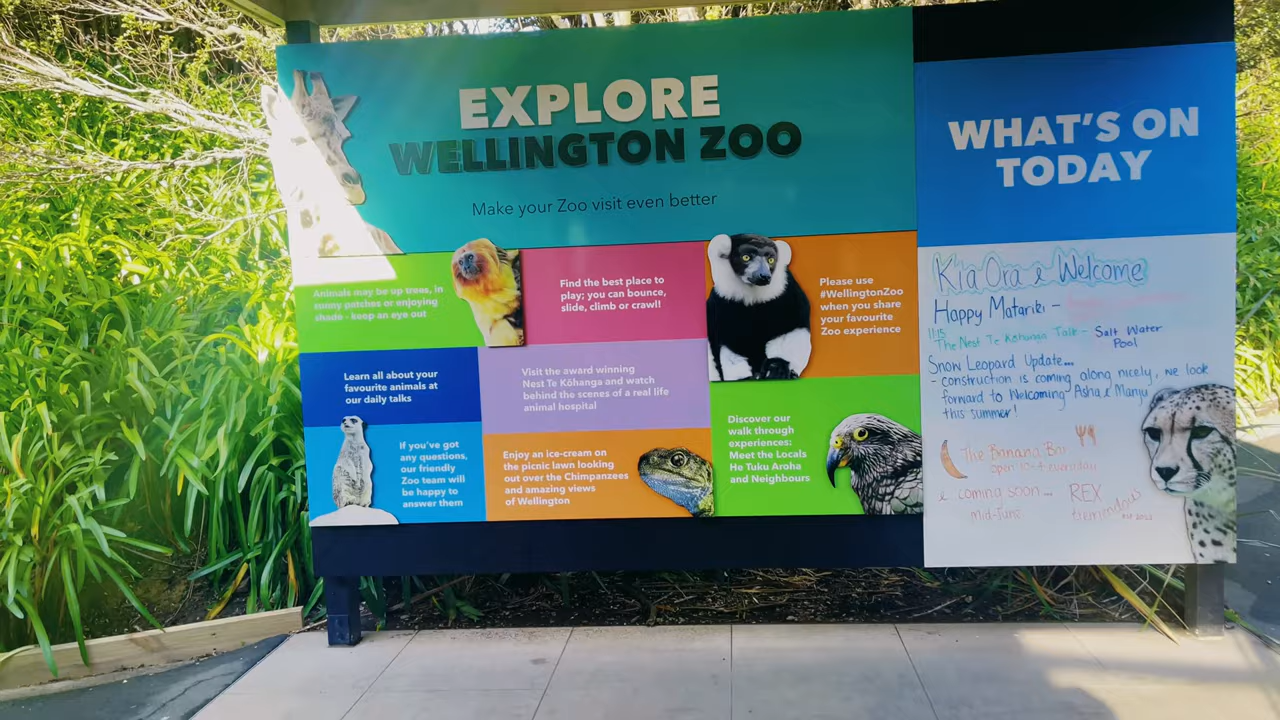 EXPLORE
WELLINGTON ZOO
Make your Zoo visit even better
Animals may be up trees, in
sunny patches or enjoying
shade - keep an eye out
Find the best place to
play; you can bounce,
slide, climb or crawl!
Please use
#WellingtonZoo
when you share
your favourite
Zoo experience
Learn all about your
favourite animals at
our daily talks
Visit the award winning
Nest Te Kōhanga and watch
behind the scenes of a real life
animal hospital
If you've got
any questions,
our friendly
Zoo team will
be happy to
answer them
Enjoy an ice-cream on
the picnic lawn looking
out over the Chimpanzees
and amazing views
of Wellington
Discover our
walk through
experiences:
Meet the Locals
He Tuku Aroha
and Neighbours
WHAT'S ON
TODAY
Kia Ora & Welcome
Happy Matariki -
11:15
The Nest Te Kōhanga Talk - Salt Water
Pool
Snow Leopard Update...
- construction is coming along nicely, we look
forward to Welcoming Asha & Manju
this summer!
The Banana Bar
open 10-4 everyday
& coming soon... REX
Mid-June tremendous